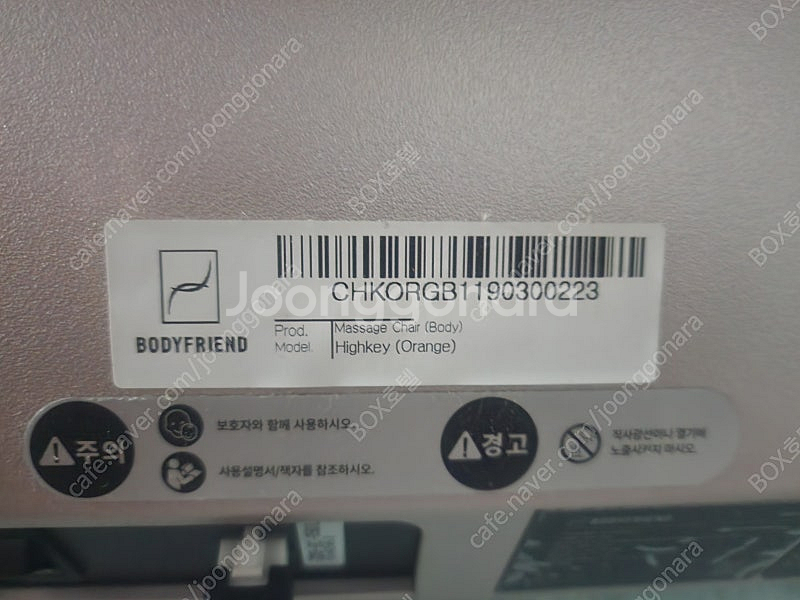 CHKORGB1190300223
Prod. Massage Chair (Body)
Model. Highkey (Orange)
BODYFRIEND
주의
보호자와 함께 사용하시오.
사용설명서/책자를 참조하시오.
경고
직사광선이나 열기에
노출시키지 마시오.
Joonggonara
cafe.naver.com/joonggonara
BOX호텔